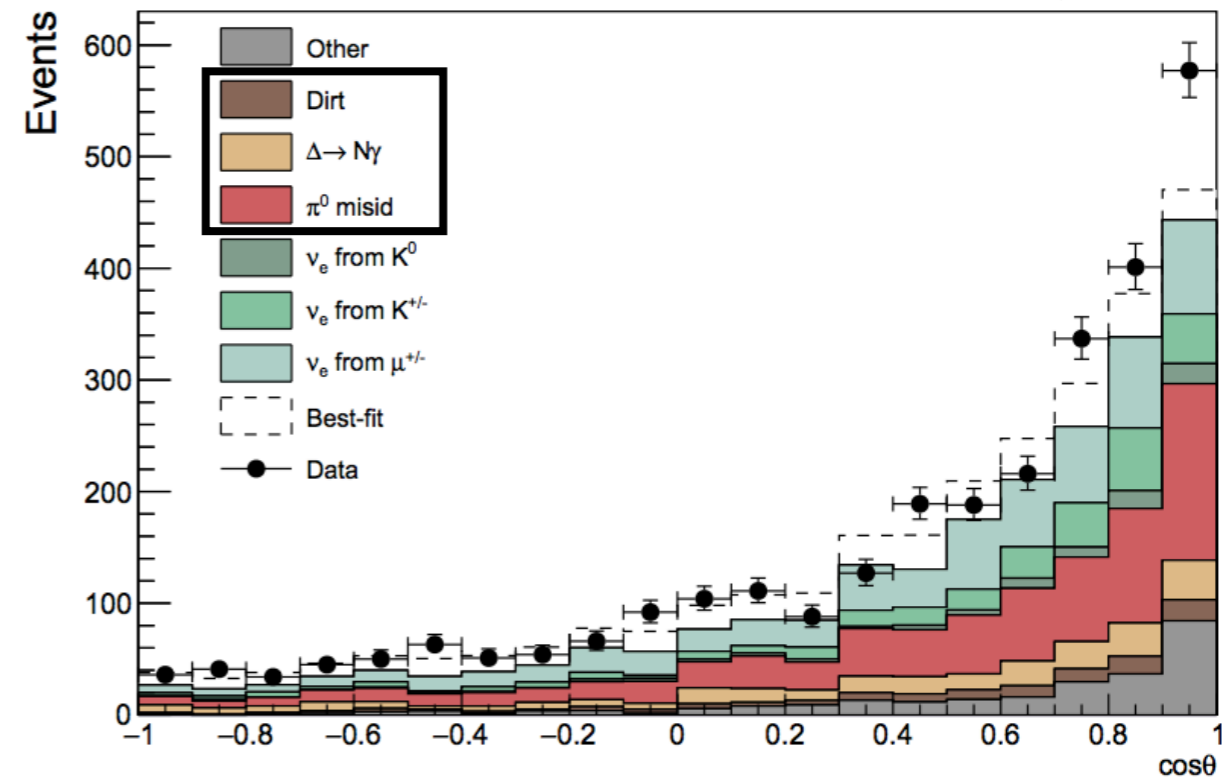 Events
600
500
400
300
200
100
0
Other
Dirt
Δ→ Nγ
π⁰ misid
νₑ from K⁰
νₑ from K⁺/⁻
νₑ from μ⁺/⁻
Best-fit
Data
−1 −0.8 −0.6 −0.4 −0.2 0 0.2 0.4 0.6 0.8 1
cosθ